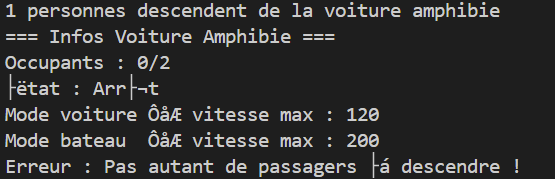 1 personnes descendent de la voiture amphibie
=== Infos Voiture Amphibie ===
Occupants : 0/2
├ëtat : Arr├¬t
Mode voiture ÔåÆ vitesse max : 120
Mode bateau  ÔåÆ vitesse max : 200
Erreur : Pas autant de passagers ├á descendre !